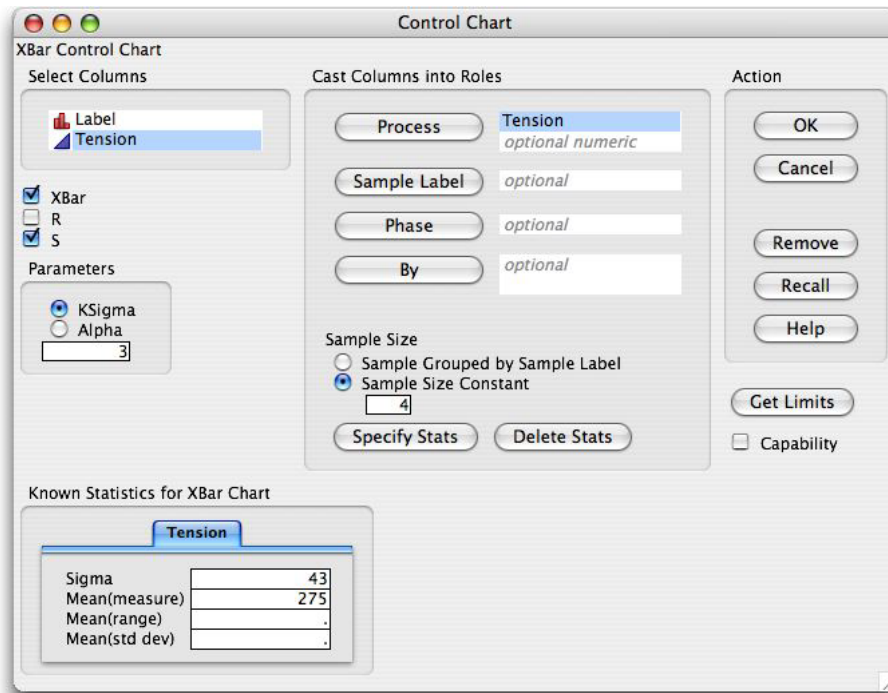 Control Chart
XBar Control Chart
Select Columns
Label
Tension
XBar
R
S
Parameters
KSigma
Alpha
3
Cast Columns into Roles
Process
Tension
optional numeric
Sample Label
optional
Phase
optional
By
optional
Sample Size
Sample Grouped by Sample Label
Sample Size Constant
4
Specify Stats
Delete Stats
Action
OK
Cancel
Remove
Recall
Help
Get Limits
Capability
Known Statistics for XBar Chart
Tension
Sigma 43
Mean(measure) 275
Mean(range) .
Mean(std dev) .